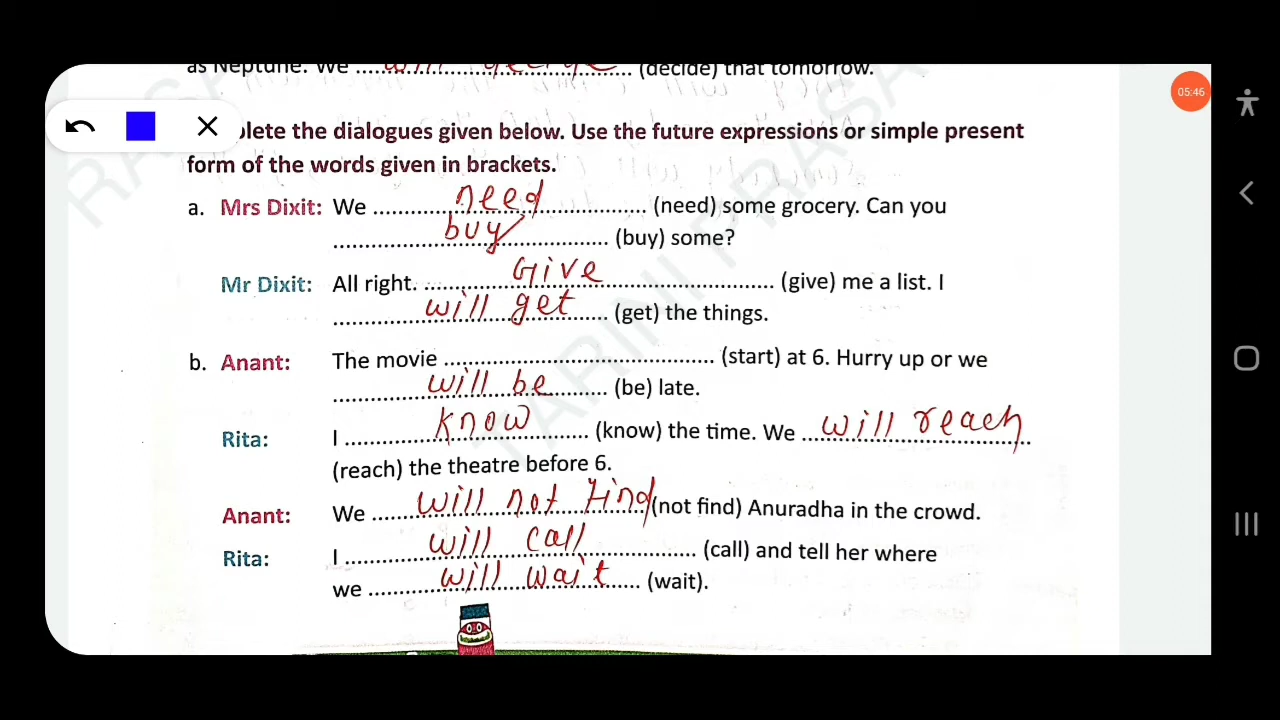 as Neptune. We ........ (decide) that tomorrow.
05:46
plete the dialogues given below. Use the future expressions or simple present
form of the words given in brackets.
a. Mrs Dixit: We need (need) some grocery. Can you
buy (buy) some?
Mr Dixit: All right. Give (give) me a list. I
will get (get) the things.
b. Anant: The movie ........ (start) at 6. Hurry up or we
will be (be) late.
Rita: I know (know) the time. We will reach
(reach) the theatre before 6.
Anant: We will not find (not find) Anuradha in the crowd.
Rita: I will call (call) and tell her where
we will wait (wait).
TARINII PRASAD